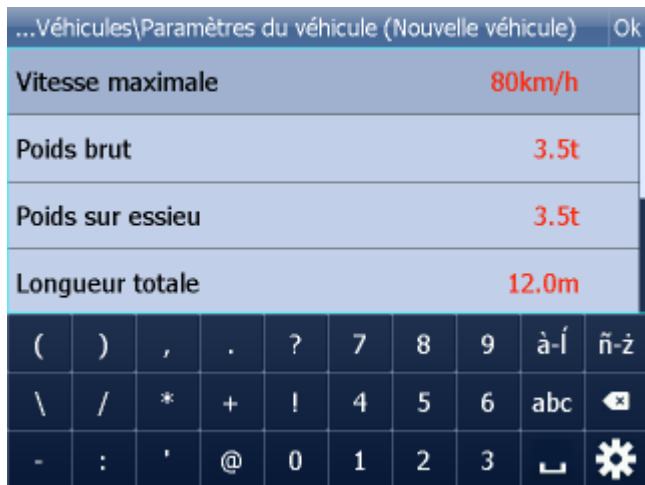 ...Véhicules\Paramètres du véhicule (Nouvelle véhicule) Ok
Vitesse maximale 80km/h
Poids brut 3.5t
Poids sur essieu 3.5t
Longueur totale 12.0m
( ) , . ? 7 8 9 à-Í ñ-ż
\ / * + ! 4 5 6 abc
- : ' @ 0 1 2 3